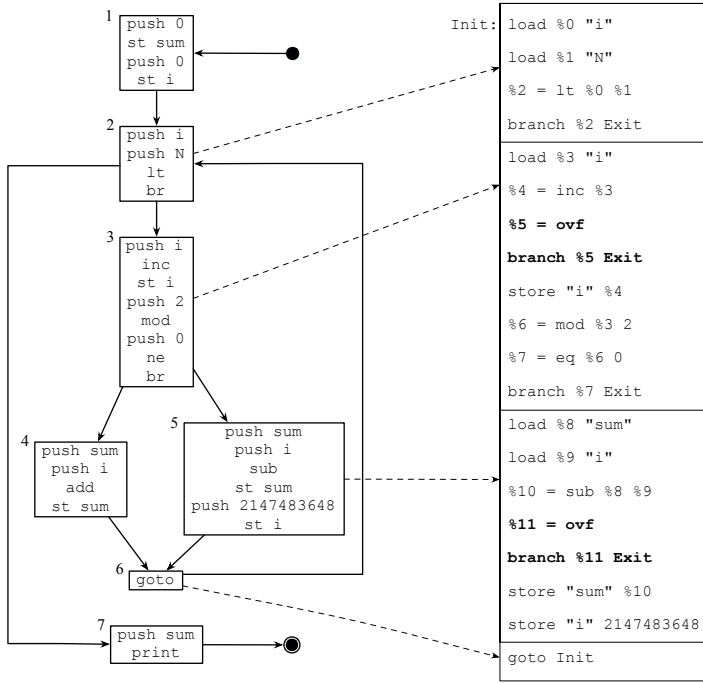 1
push 0
st sum
push 0
st i
2
push i
push N
lt
br
3
push i
inc
st i
push 2
mod
push 0
ne
br
4
push sum
push i
add
st sum
5
push sum
push i
sub
st sum
push 2147483648
st i
6
goto
7
push sum
print
Init: load %0 "i"
load %1 "N"
%2 = lt %0 %1
branch %2 Exit
load %3 "i"
%4 = inc %3
%5 = ovf
branch %5 Exit
store "i" %4
%6 = mod %3 2
%7 = eq %6 0
branch %7 Exit
load %8 "sum"
load %9 "i"
%10 = sub %8 %9
%11 = ovf
branch %11 Exit
store "sum" %10
store "i" 2147483648
goto Init